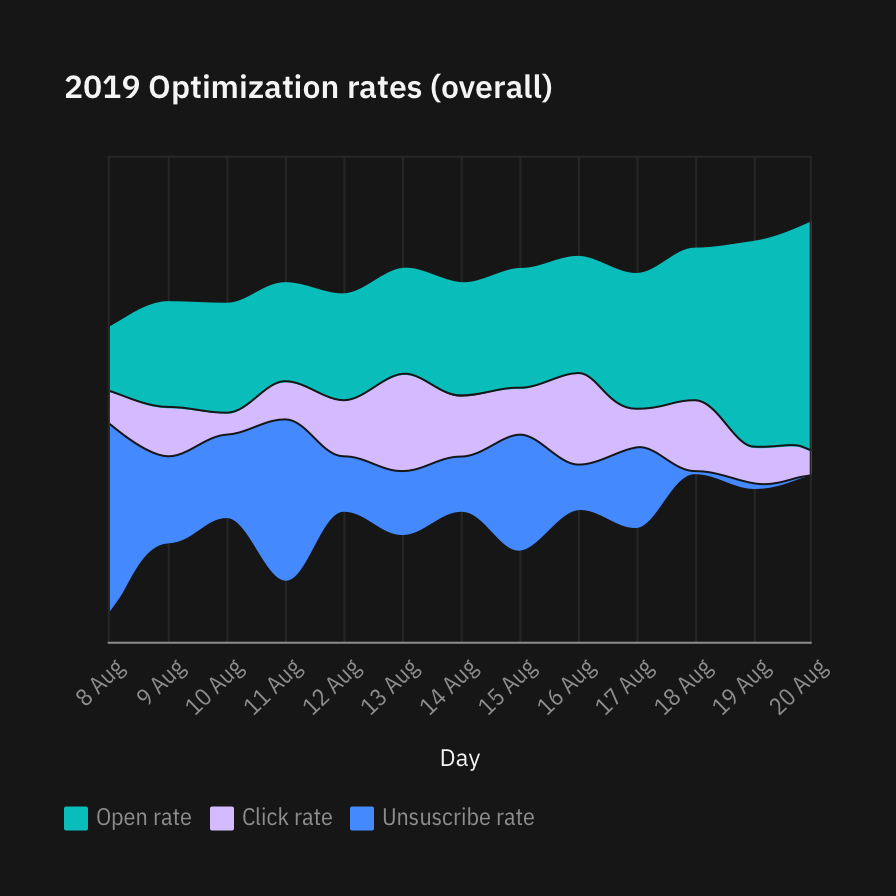 2019 Optimization rates (overall)
8 Aug
9 Aug
10 Aug
11 Aug
12 Aug
13 Aug
14 Aug
15 Aug
16 Aug
17 Aug
18 Aug
19 Aug
20 Aug
Day
Open rate
Click rate
Unsuscribe rate